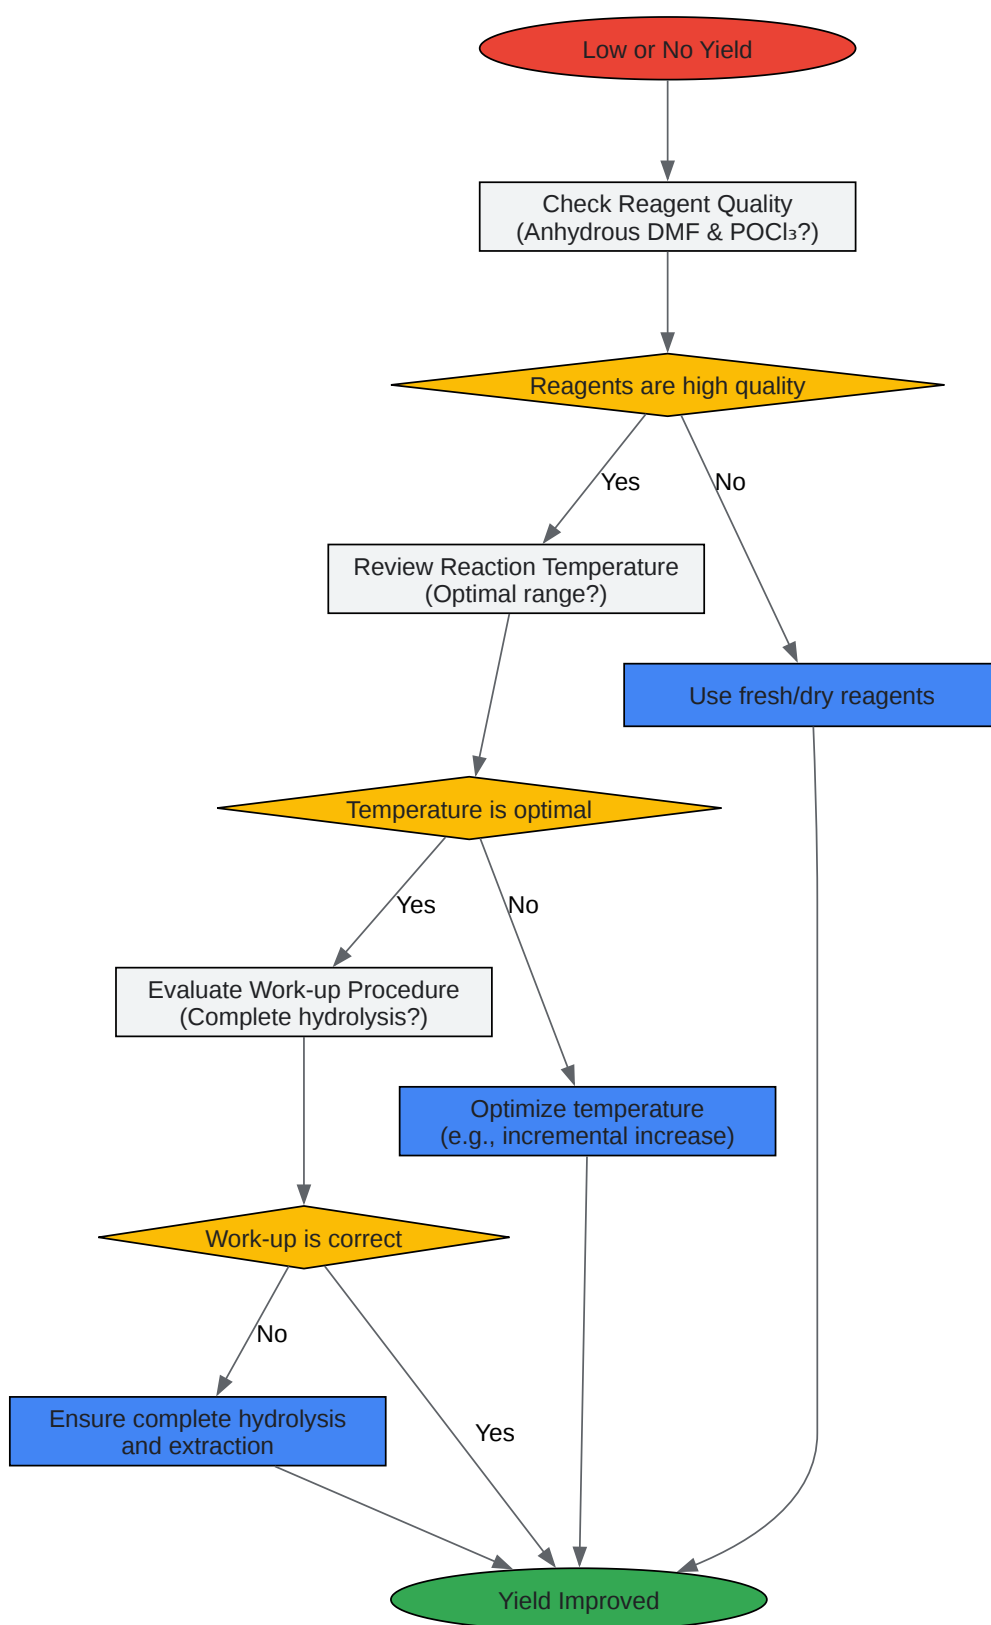 Low or No Yield
Check Reagent Quality
(Anhydrous DMF & POCl₃?)
Reagents are high quality
Yes
No
Review Reaction Temperature
(Optimal range?)
Use fresh/dry reagents
Temperature is optimal
Yes
No
Evaluate Work-up Procedure
(Complete hydrolysis?)
Optimize temperature
(e.g., incremental increase)
Work-up is correct
No
Yes
Ensure complete hydrolysis
and extraction
Yield Improved